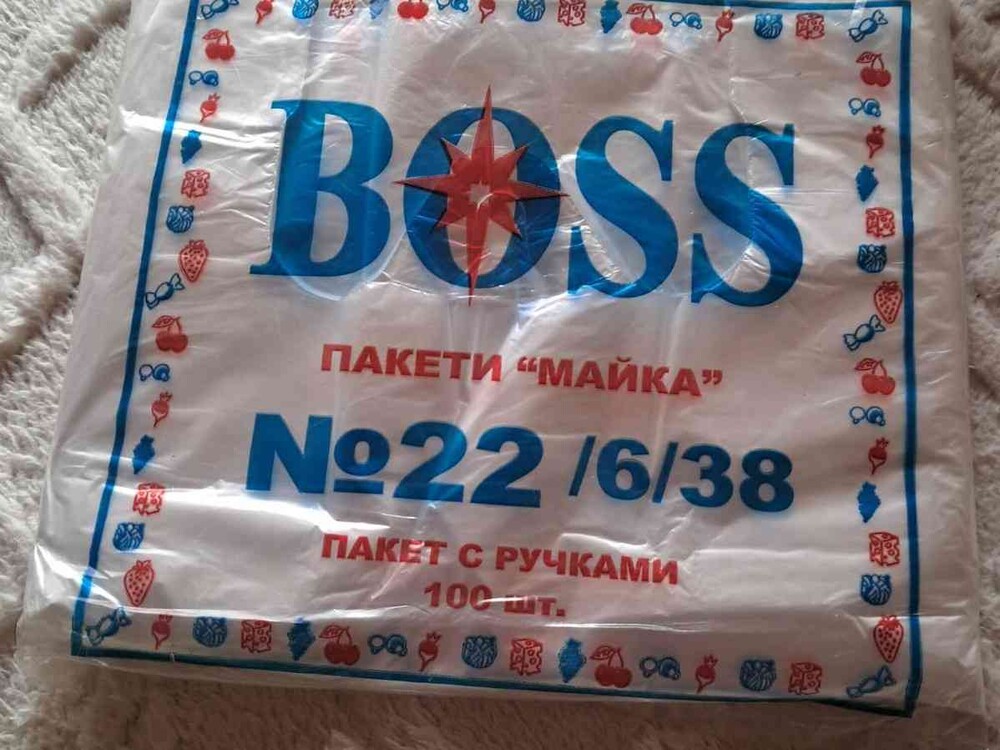 BOSS
ПАКЕТИ “МАЙКА”
№22 /6/38
ПАКЕТ С РУЧКАМИ
100 шт.